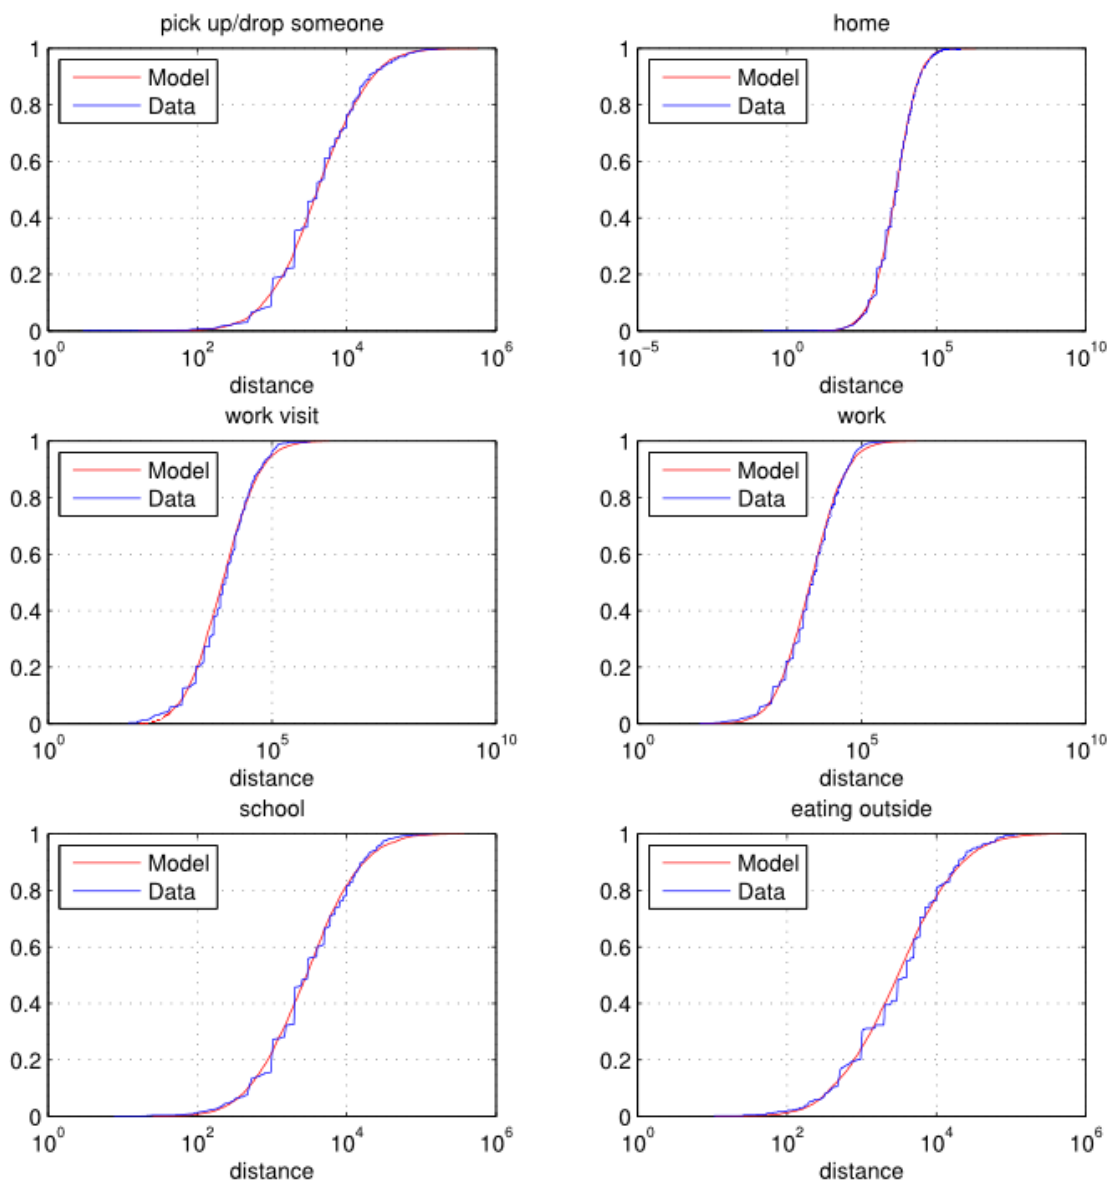 pick up/drop someone
1
0.8
0.6
0.4
0.2
0
Model
Data
10^0
10^2
10^4
10^6
distance
home
1
0.8
0.6
0.4
0.2
0
Model
Data
10^−5
10^0
10^5
10^10
distance
work visit
1
0.8
0.6
0.4
0.2
0
Model
Data
10^0
10^5
10^10
distance
work
1
0.8
0.6
0.4
0.2
0
Model
Data
10^0
10^5
10^10
distance
school
1
0.8
0.6
0.4
0.2
0
Model
Data
10^0
10^2
10^4
10^6
distance
eating outside
1
0.8
0.6
0.4
0.2
0
Model
Data
10^0
10^2
10^4
10^6
distance